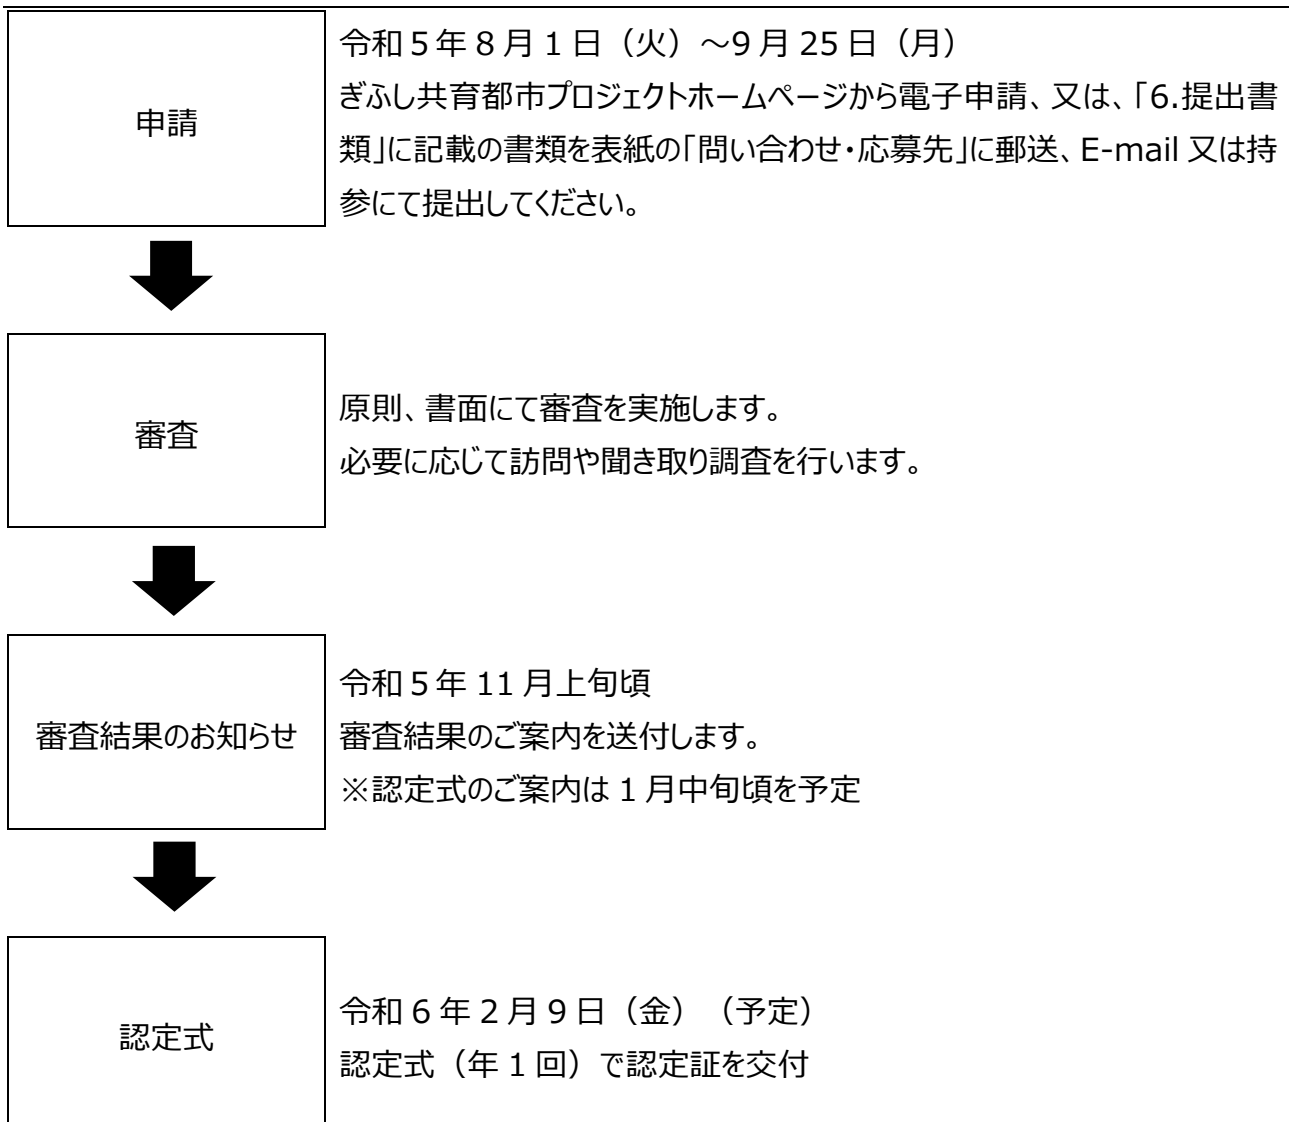 申請
令和５年８月１日（火）～9 月 25 日（月）
ぎふし共育都市プロジェクトホームページから電子申請、又は、「6.提出書
類」に記載の書類を表紙の「問い合わせ・応募先」に郵送、E-mail 又は持
参にて提出してください。
審査
原則、書面にて審査を実施します。
必要に応じて訪問や聞き取り調査を行います。
審査結果のお知らせ
令和５年 11 月上旬頃
審査結果のご案内を送付します。
※認定式のご案内は１月中旬頃を予定
認定式
令和６年２月９日（金）（予定）
認定式（年１回）で認定証を交付